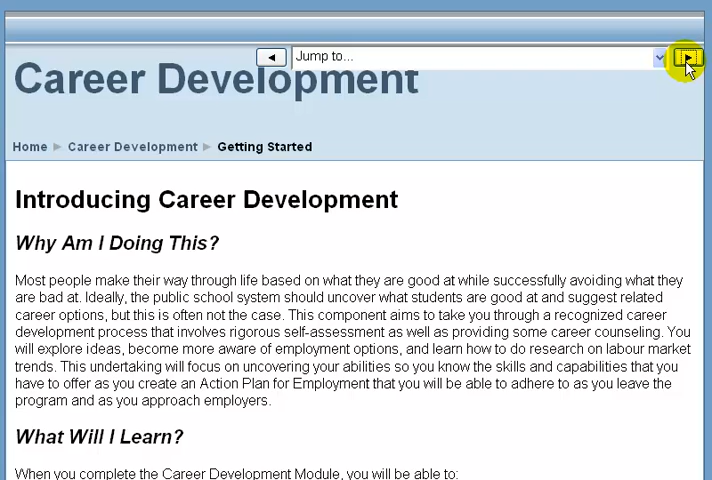 Jump to...
Career Development
Home ► Career Development ► Getting Started
Introducing Career Development
Why Am I Doing This?
Most people make their way through life based on what they are good at while successfully avoiding what they
are bad at. Ideally, the public school system should uncover what students are good at and suggest related
career options, but this is often not the case. This component aims to take you through a recognized career
development process that involves rigorous self-assessment as well as providing some career counseling. You
will explore ideas, become more aware of employment options, and learn how to do research on labour market
trends. This undertaking will focus on uncovering your abilities so you know the skills and capabilities that you
have to offer as you create an Action Plan for Employment that you will be able to adhere to as you leave the
program and as you approach employers.
What Will I Learn?
When you complete the Career Development Module, you will be able to: